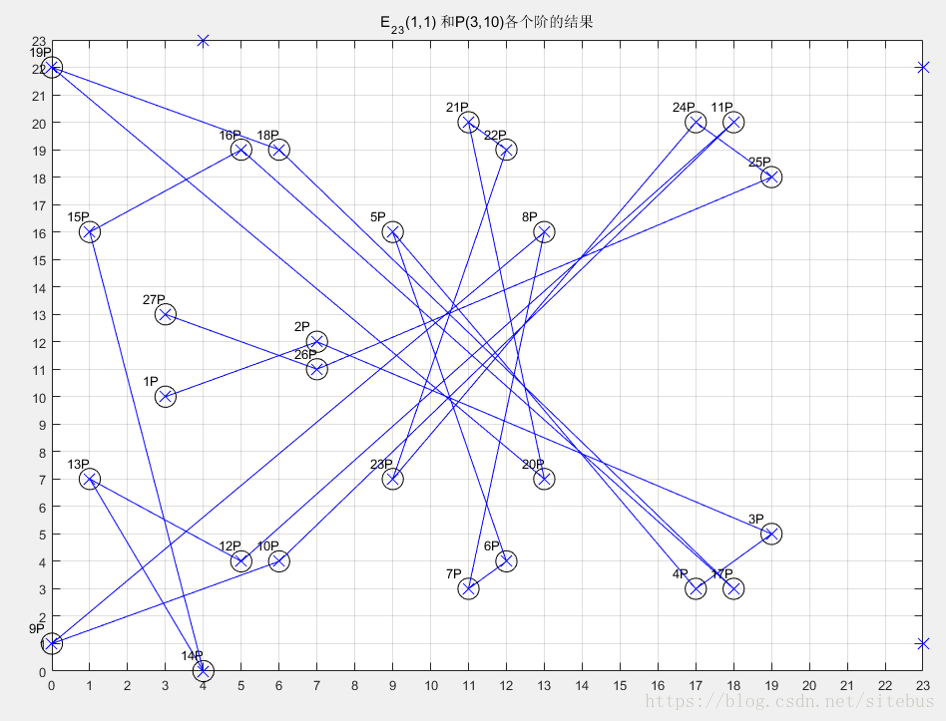 E23(1,1) 和P(3,10)各个阶的结果
23
19P
22
21
21P
24P
11P
20
16P
18P
22P
19
25P
18
17
15P
5P
8P
16
15
14
27P
13
2P
12
26P
11
1P
10
9
8
13P
23P
20P
7
6
3P
5
12P
10P
6P
4
7P
4P
17P
3
2
9P
1
14P
0
0 1 2 3 4 5 6 7 8 9 10 11 12 13 14 15 16 17 18 19 20 21 22 23
https://blog.csdn.net/sitebus